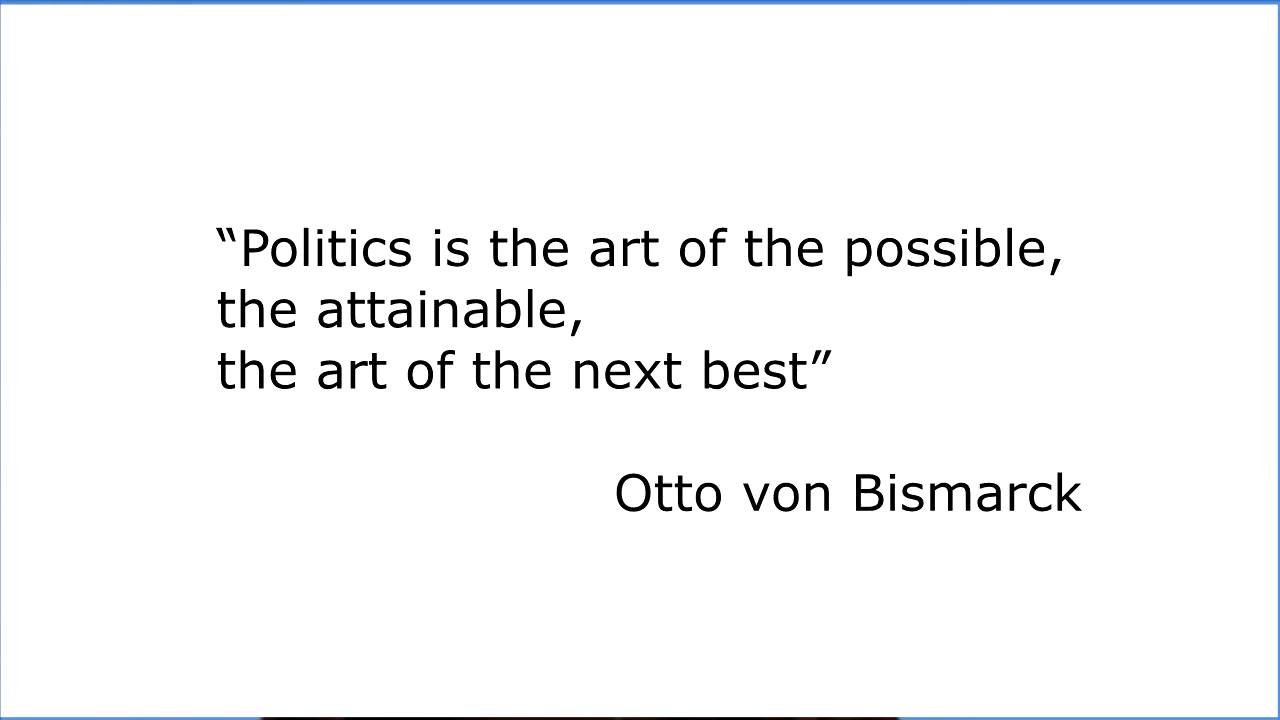 “Politics is the art of the possible,
the attainable,
the art of the next best”
Otto von Bismarck